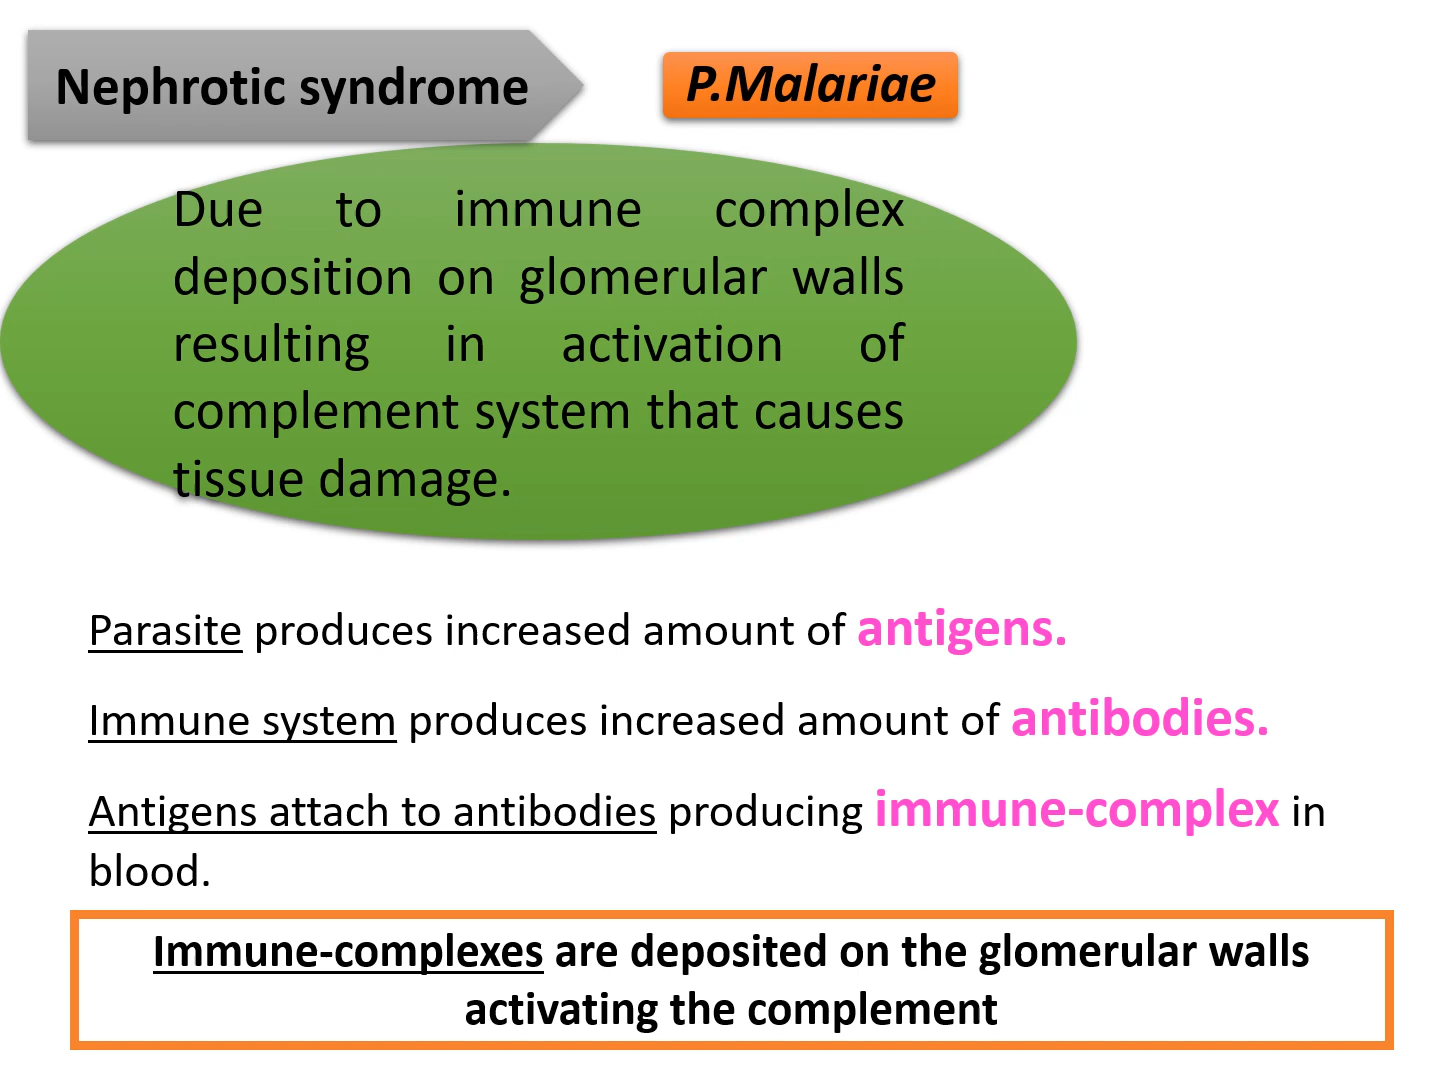 Nephrotic syndrome
P.Malariae
Due to immune complex
deposition on glomerular walls
resulting in activation of
complement system that causes
tissue damage.
Parasite produces increased amount of antigens.
Immune system produces increased amount of antibodies.
Antigens attach to antibodies producing immune-complex in
blood.
Immune-complexes are deposited on the glomerular walls
activating the complement